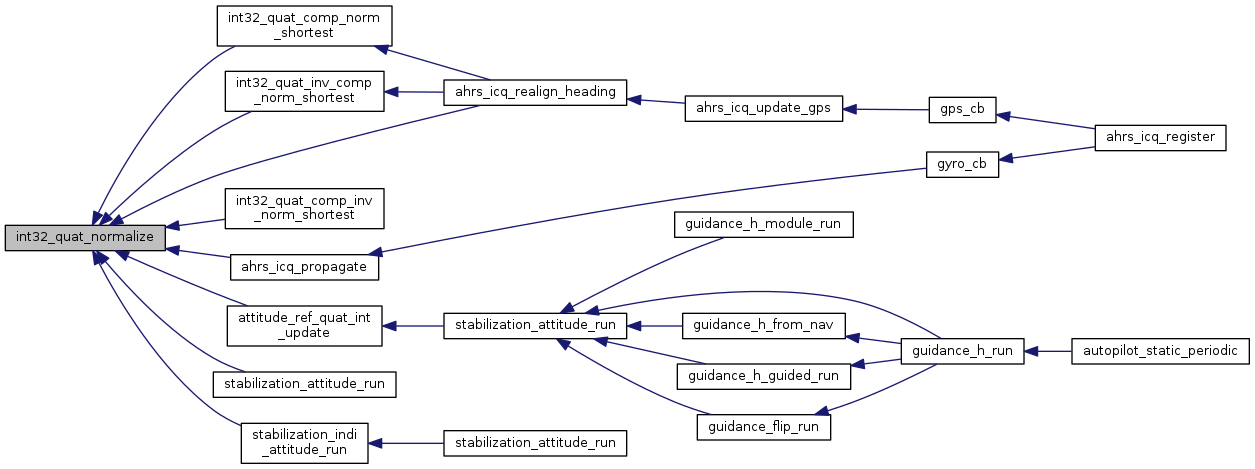 int32_quat_comp_norm
_shortest
int32_quat_inv_comp
_norm_shortest
ahrs_icq_realign_heading
ahrs_icq_update_gps
gps_cb
ahrs_icq_register
gyro_cb
int32_quat_comp_inv
_norm_shortest
guidance_h_module_run
int32_quat_normalize
ahrs_icq_propagate
attitude_ref_quat_int
_update
stabilization_attitude_run
guidance_h_from_nav
guidance_h_run
autopilot_static_periodic
guidance_h_guided_run
stabilization_attitude_run
guidance_flip_run
stabilization_indi
_attitude_run
stabilization_attitude_run